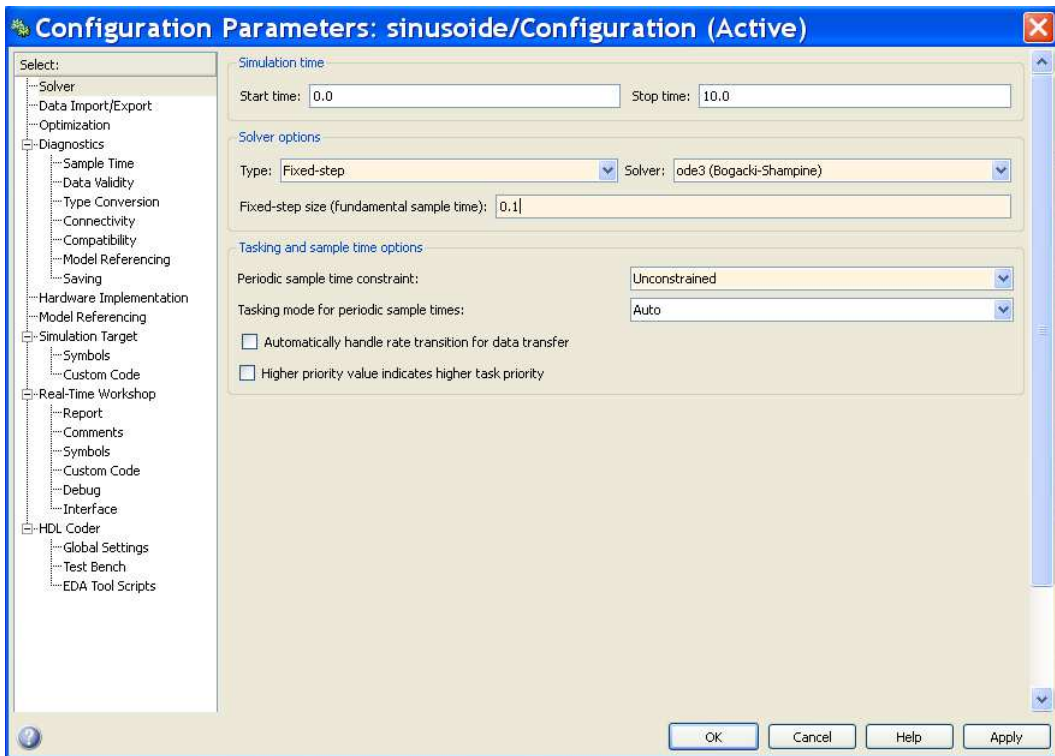 Configuration Parameters: sinusoide/Configuration (Active)
Select:
Solver
Data Import/Export
Optimization
Diagnostics
Sample Time
Data Validity
Type Conversion
Connectivity
Compatibility
Model Referencing
Saving
Hardware Implementation
Model Referencing
Simulation Target
Symbols
Custom Code
Real-Time Workshop
Report
Comments
Symbols
Custom Code
Debug
Interface
HDL Coder
Global Settings
Test Bench
EDA Tool Scripts
Simulation time
Start time: 0.0 Stop time: 10.0
Solver options
Type: Fixed-step Solver: ode3 (Bogacki-Shampine)
Fixed-step size (fundamental sample time): 0.1
Tasking and sample time options
Periodic sample time constraint: Unconstrained
Tasking mode for periodic sample times: Auto
Automatically handle rate transition for data transfer
Higher priority value indicates higher task priority
? OK Cancel Help Apply